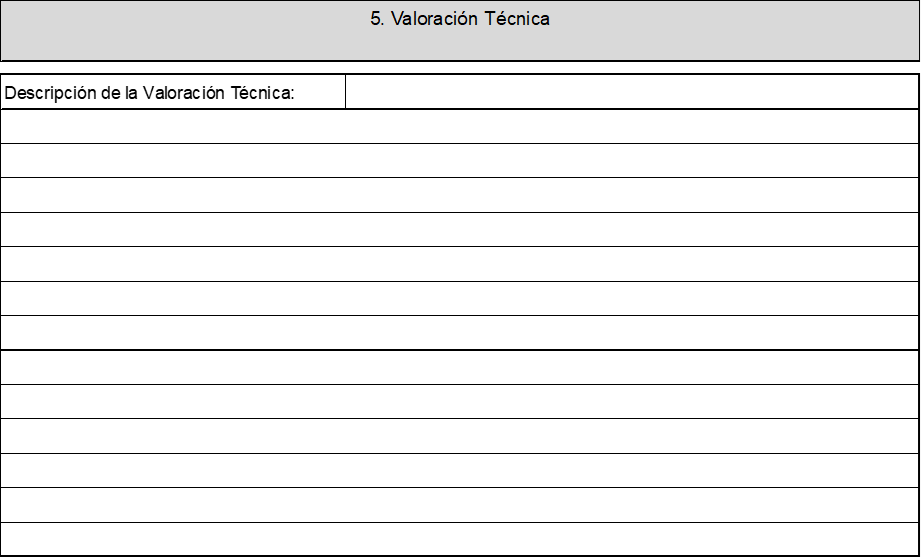 5. Valoración Técnica
Descripción de la Valoración Técnica: